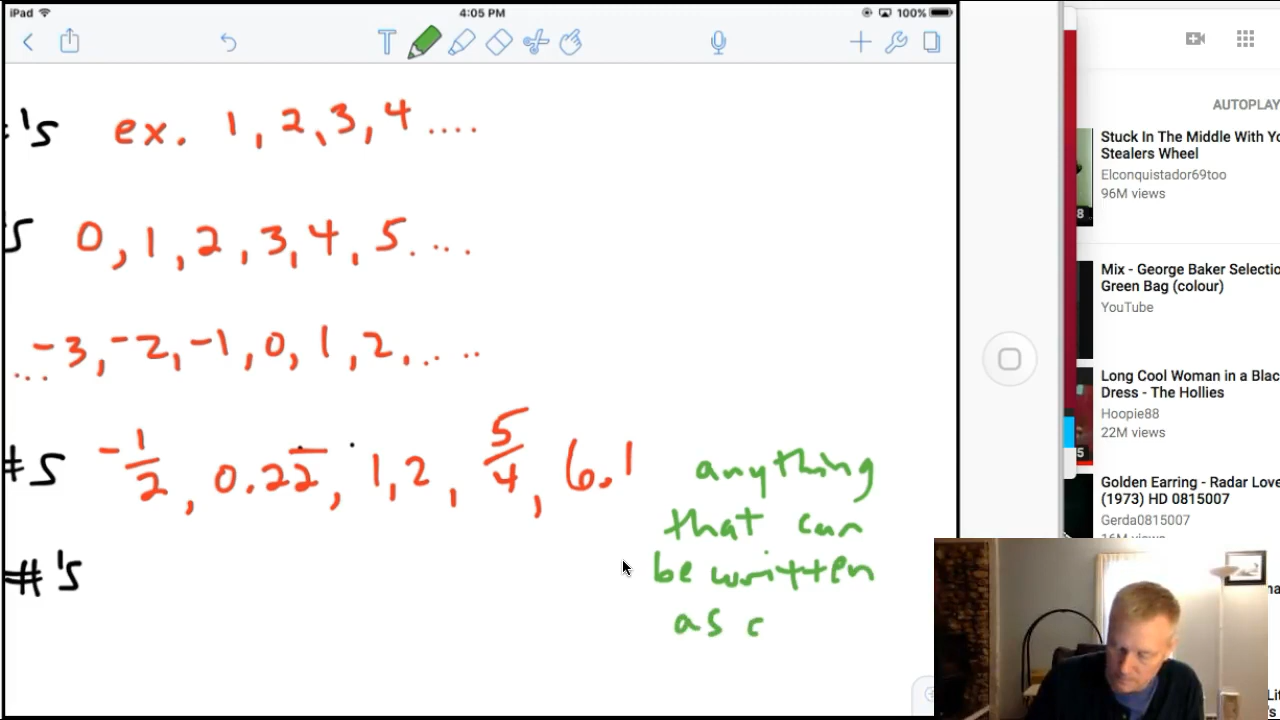 iPad 4:05 PM 100%
T
#'s ex. 1, 2, 3, 4 ....
's 0, 1, 2, 3, 4, 5 ....
... -3, -2, -1, 0, 1, 2, ....
#s -1/2, 0.22̅, 1, 2, 5/4, 6.1
anything
that can
be written
as
#'s
AUTOPLAY
Stuck In The Middle With Yo
Stealers Wheel
Elconquistador69too
96M views
8
Mix - George Baker Selectio
Green Bag (colour)
YouTube
Long Cool Woman in a Blac
Dress - The Hollies
Hoopie88
22M views
5
Golden Earring - Radar Love
(1973) HD 0815007
Gerda0815007